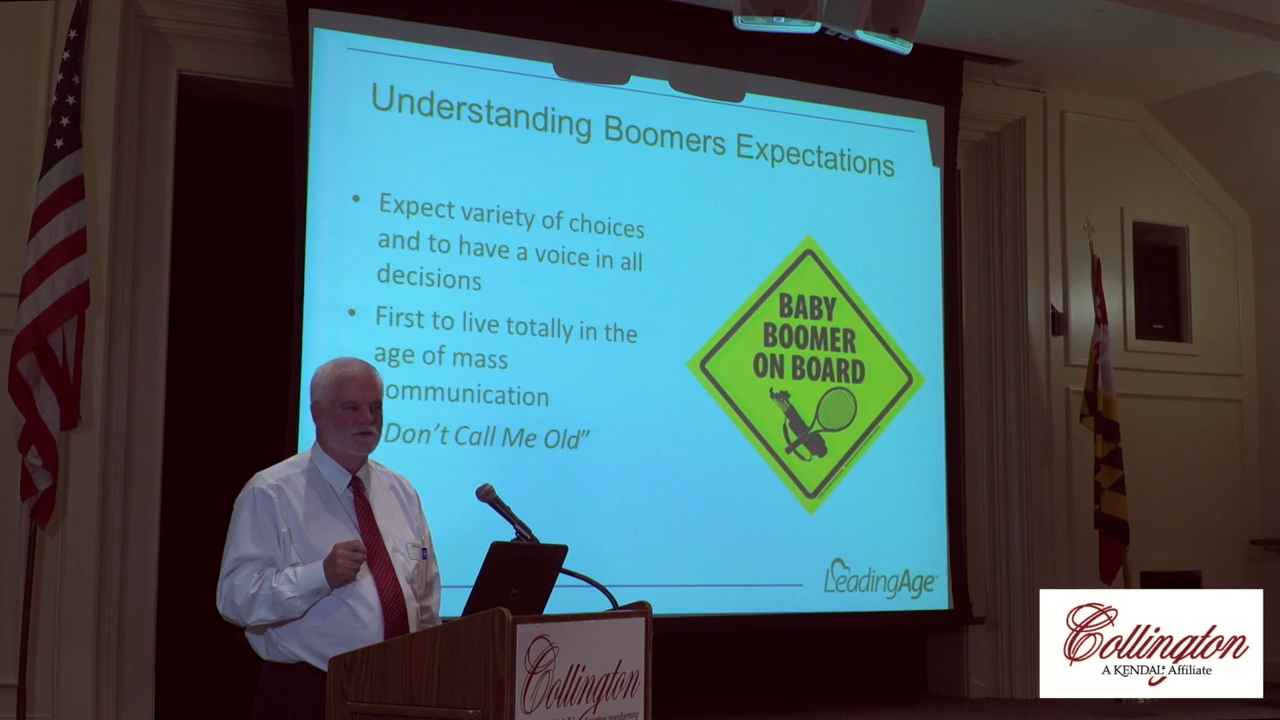 Understanding Boomers Expectations
• Expect variety of choices
and to have a voice in all
decisions
• First to live totally in the
age of mass
ommunication
Don't Call Me Old"
BABY
BOOMER
ON BOARD
LeadingAge
Collington
Collington
A KENDAL Affiliate